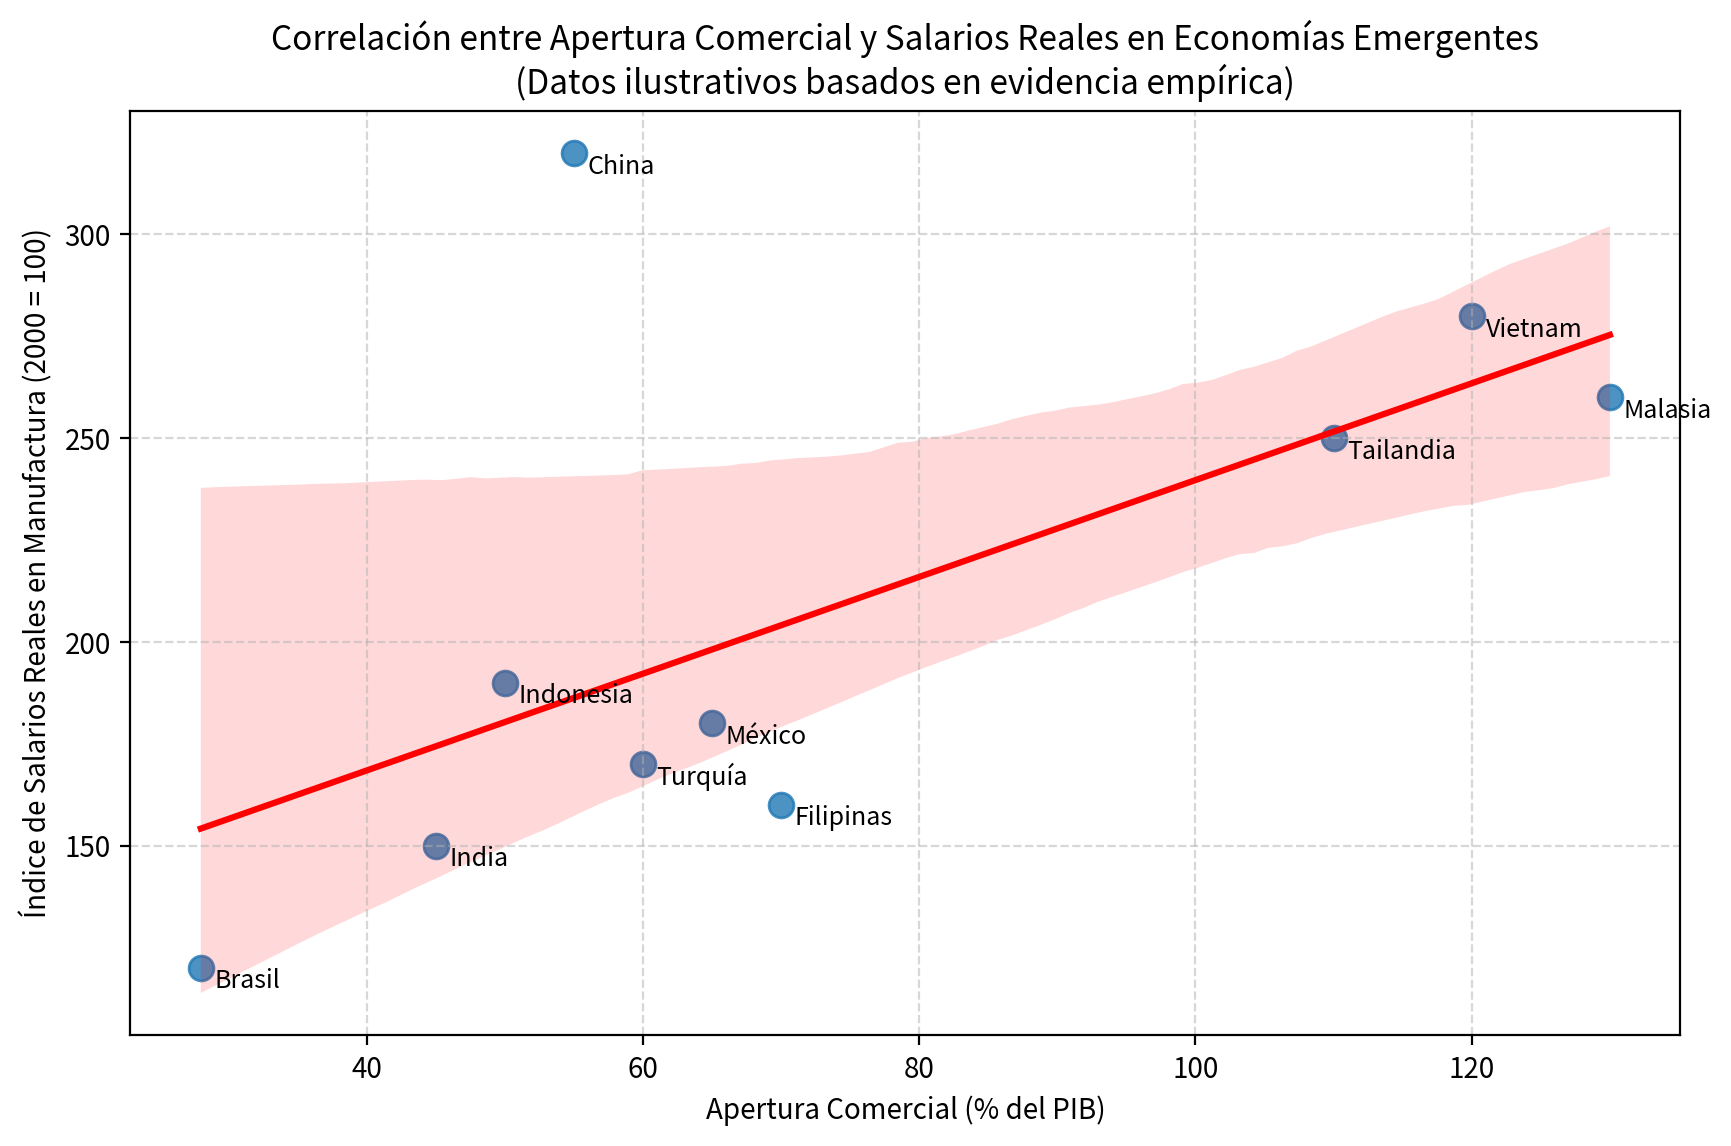 Correlación entre Apertura Comercial y Salarios Reales en Economías Emergentes
(Datos ilustrativos basados en evidencia empírica)
Índice de Salarios Reales en Manufactura (2000 = 100)
300
250
200
150
China
Vietnam
Malasia
Tailandia
Indonesia
México
Turquía
Filipinas
India
Brasil
40
60
80
100
120
Apertura Comercial (% del PIB)